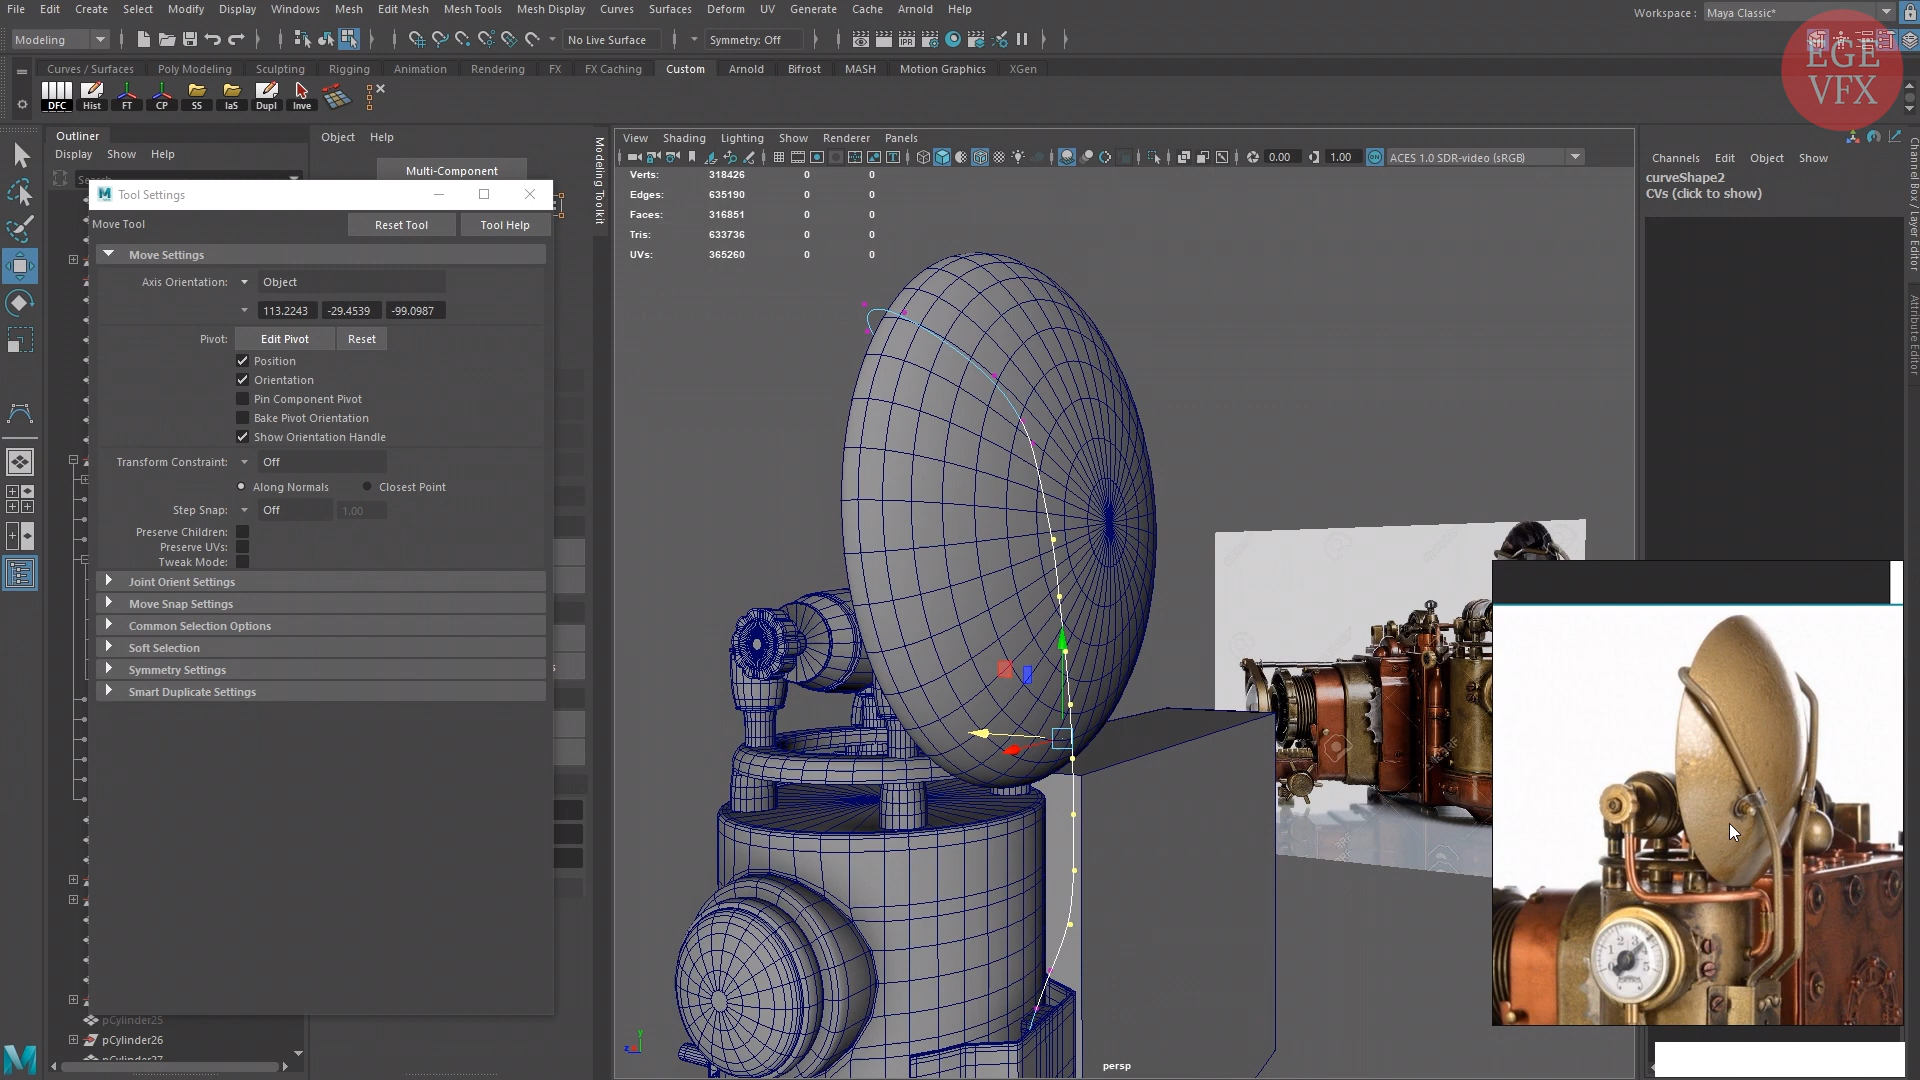 File Edit Create Select Modify Display Windows Mesh Edit Mesh Mesh Tools Mesh Display Curves Surfaces Deform UV Generate Cache Arnold Help
Workspace : Maya Classic*
Modeling
No Live Surface
Symmetry: Off
EGE
VFX
Curves / Surfaces Poly Modeling Sculpting Rigging Animation Rendering FX FX Caching Custom Arnold Bifrost MASH Motion Graphics XGen
DFC Hist FT CP SS IaS Dupl Inve
Outliner
Display Show Help
Object Help
Multi-Component
Modeling Toolkit
Tool Settings
Move Tool
Reset Tool
Tool Help
Move Settings
Axis Orientation: Object
113.2243 -29.4539 -99.0987
Pivot: Edit Pivot Reset
Position
Orientation
Pin Component Pivot
Bake Pivot Orientation
Show Orientation Handle
Transform Constraint: Off
Along Normals Closest Point
Step Snap: Off 1.00
Preserve Children:
Preserve UVs:
Tweak Mode:
Joint Orient Settings
Move Snap Settings
Common Selection Options
Soft Selection
Symmetry Settings
Smart Duplicate Settings
pCylinder25
pCylinder26
pCylinder27
View Shading Lighting Show Renderer Panels
0.00 1.00 ON ACES 1.0 SDR-video (sRGB)
Verts: 318426 0 0
Edges: 635190 0 0
Faces: 316851 0 0
Tris: 633736 0 0
UVs: 365260 0 0
y
z
persp
Channels Edit Object Show
curveShape2
CVs (click to show)
Channel Box / Layer Editor
Attribute Editor